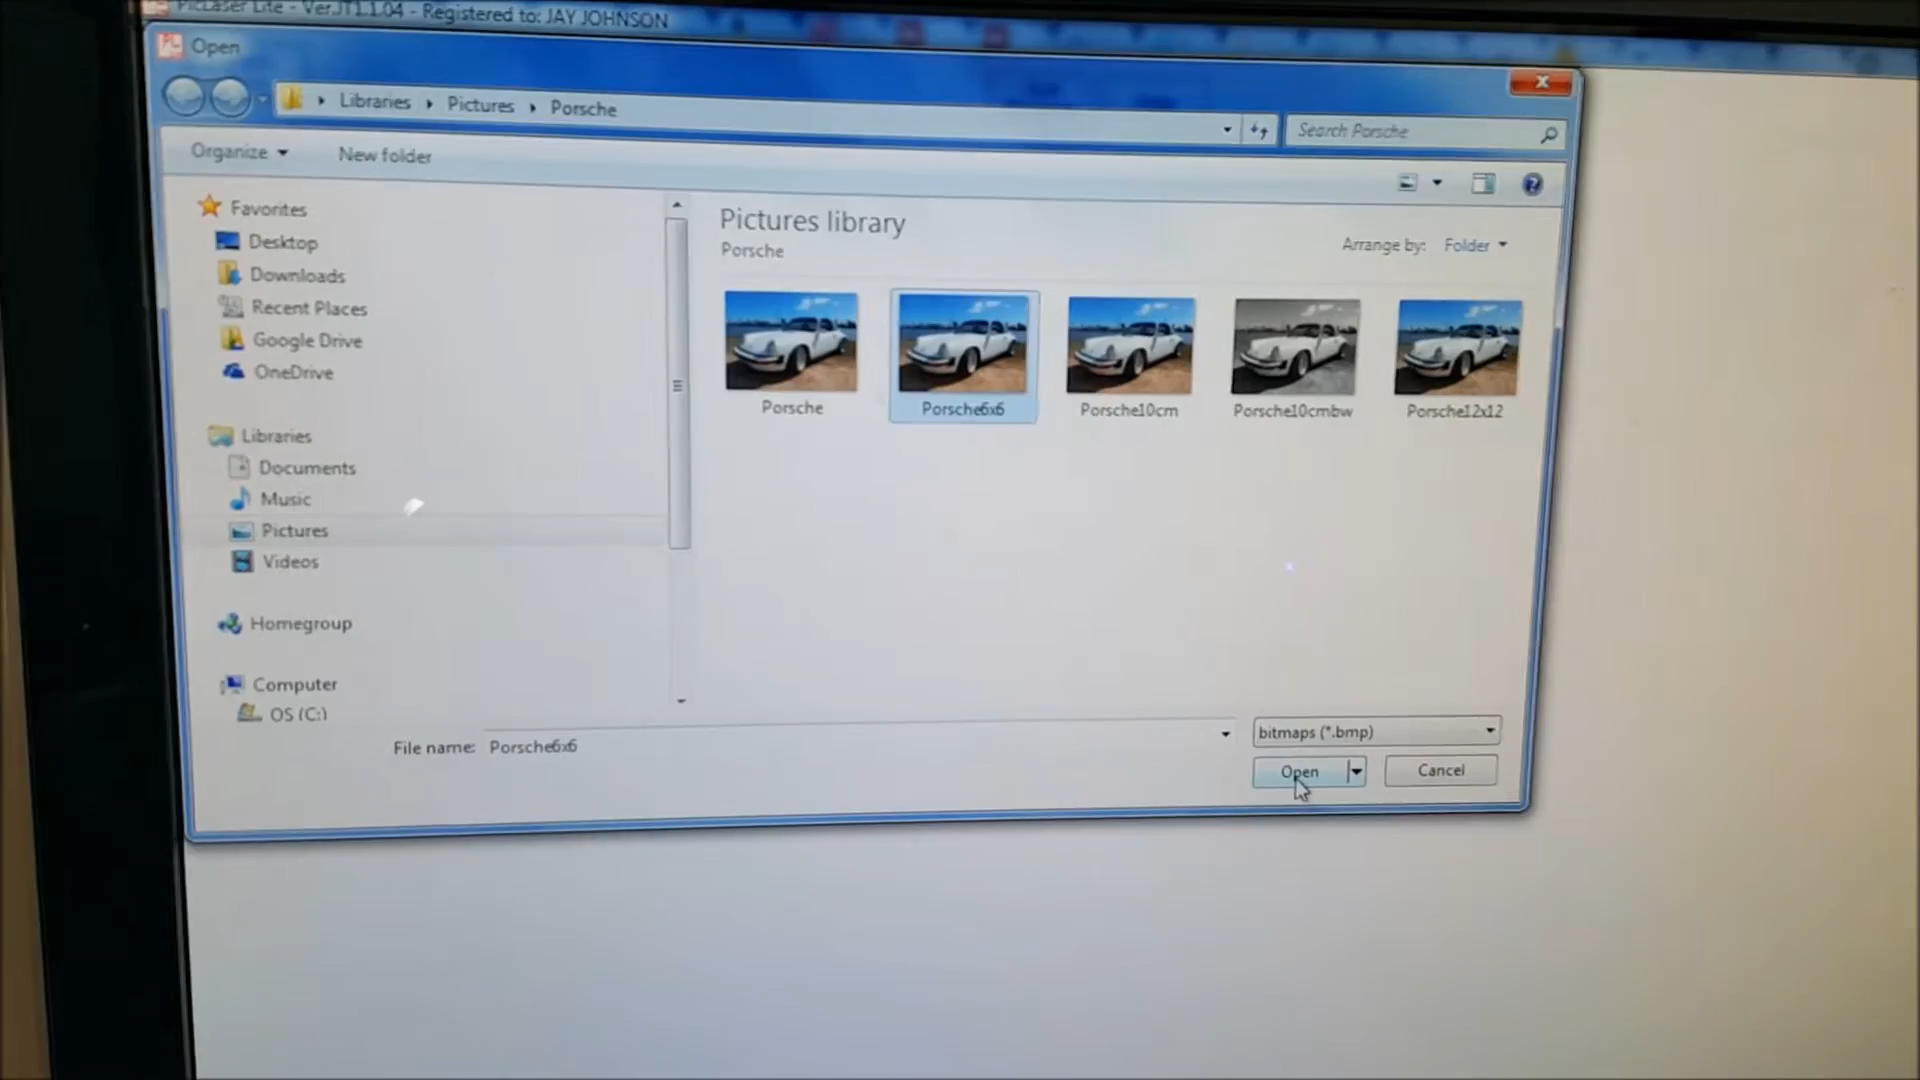 PicLaser Lite - Ver.JT1.1.04 - Registered to: JAY JOHNSON
Open
Libraries Pictures Porsche
Search Porsche
Organize
New folder
Favorites
Desktop
Downloads
Recent Places
Google Drive
OneDrive
Libraries
Documents
Music
Pictures
Videos
Homegroup
Computer
OS (C:)
Pictures library
Porsche
Arrange by: Folder
Porsche
Porsche6x6
Porsche10cm
Porsche10cmbw
Porsche12x12
File name: Porsche6x6
bitmaps (*.bmp)
Open
Cancel